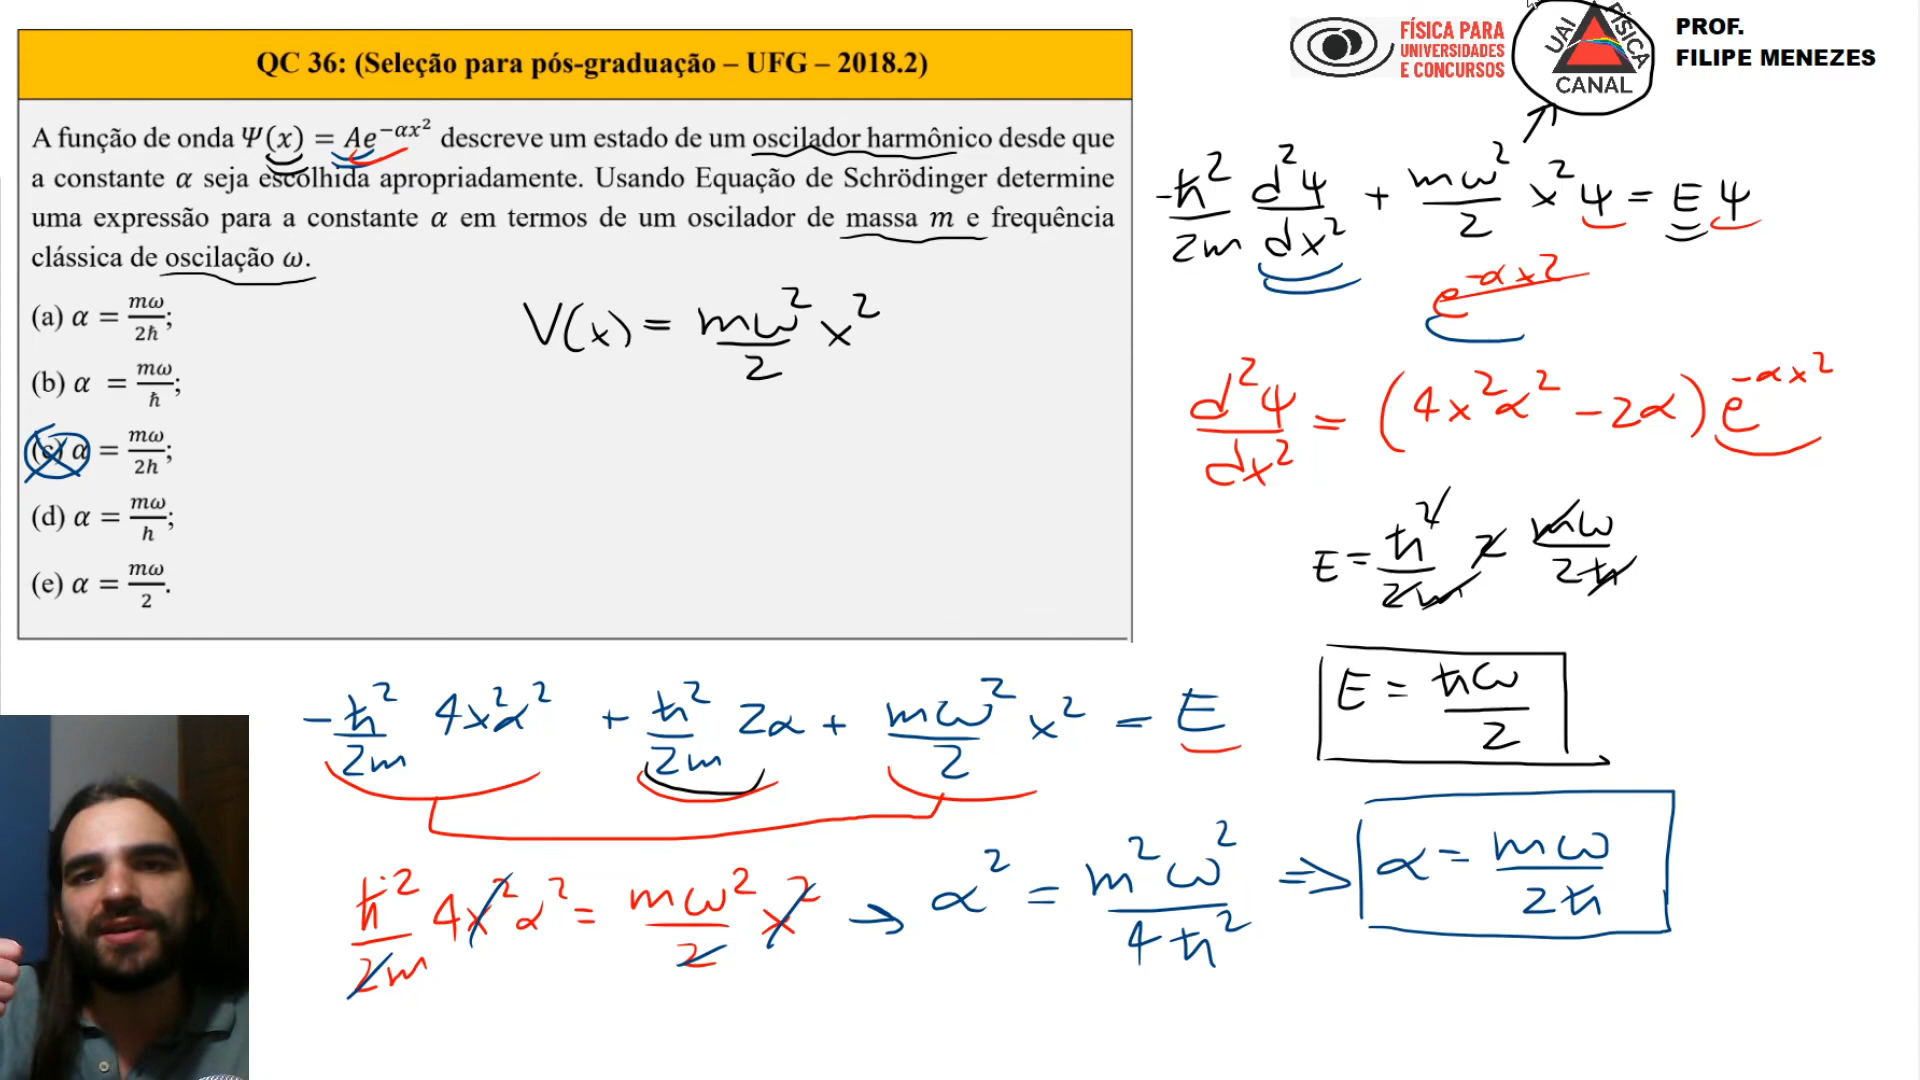 QC 36: (Seleção para pós-graduação – UFG – 2018.2)
A função de onda Ψ(x) = Ae^{−αx²} descreve um estado de um oscilador harmônico desde que
a constante α seja escolhida apropriadamente. Usando Equação de Schrödinger determine
uma expressão para a constante α em termos de um oscilador de massa m e frequência
clássica de oscilação ω.
(a) α = mω/2ħ;
(b) α = mω/ħ;
(c) α = mω/2h;
(d) α = mω/h;
(e) α = mω/2.
V(x) = mω²/2 x²
FÍSICA PARA
UNIVERSIDADES
E CONCURSOS
UAI FÍSICA
CANAL
PROF.
FILIPE MENEZES
-ħ²/2m d²Ψ/dx² + mω²/2 x² Ψ = E Ψ
e^{-αx²}
d²Ψ/dx² = (4x²α² - 2α) e^{-αx²}
E = ħ²/2m 2 mω/2ħ
E = ħω/2
-ħ²/2m 4x²α² + ħ²/2m 2α + mω²/2 x² = E
ħ²/2m 4x²α² = mω²/2 x² → α² = m²ω²/4ħ² ⇒ α = mω/2ħ